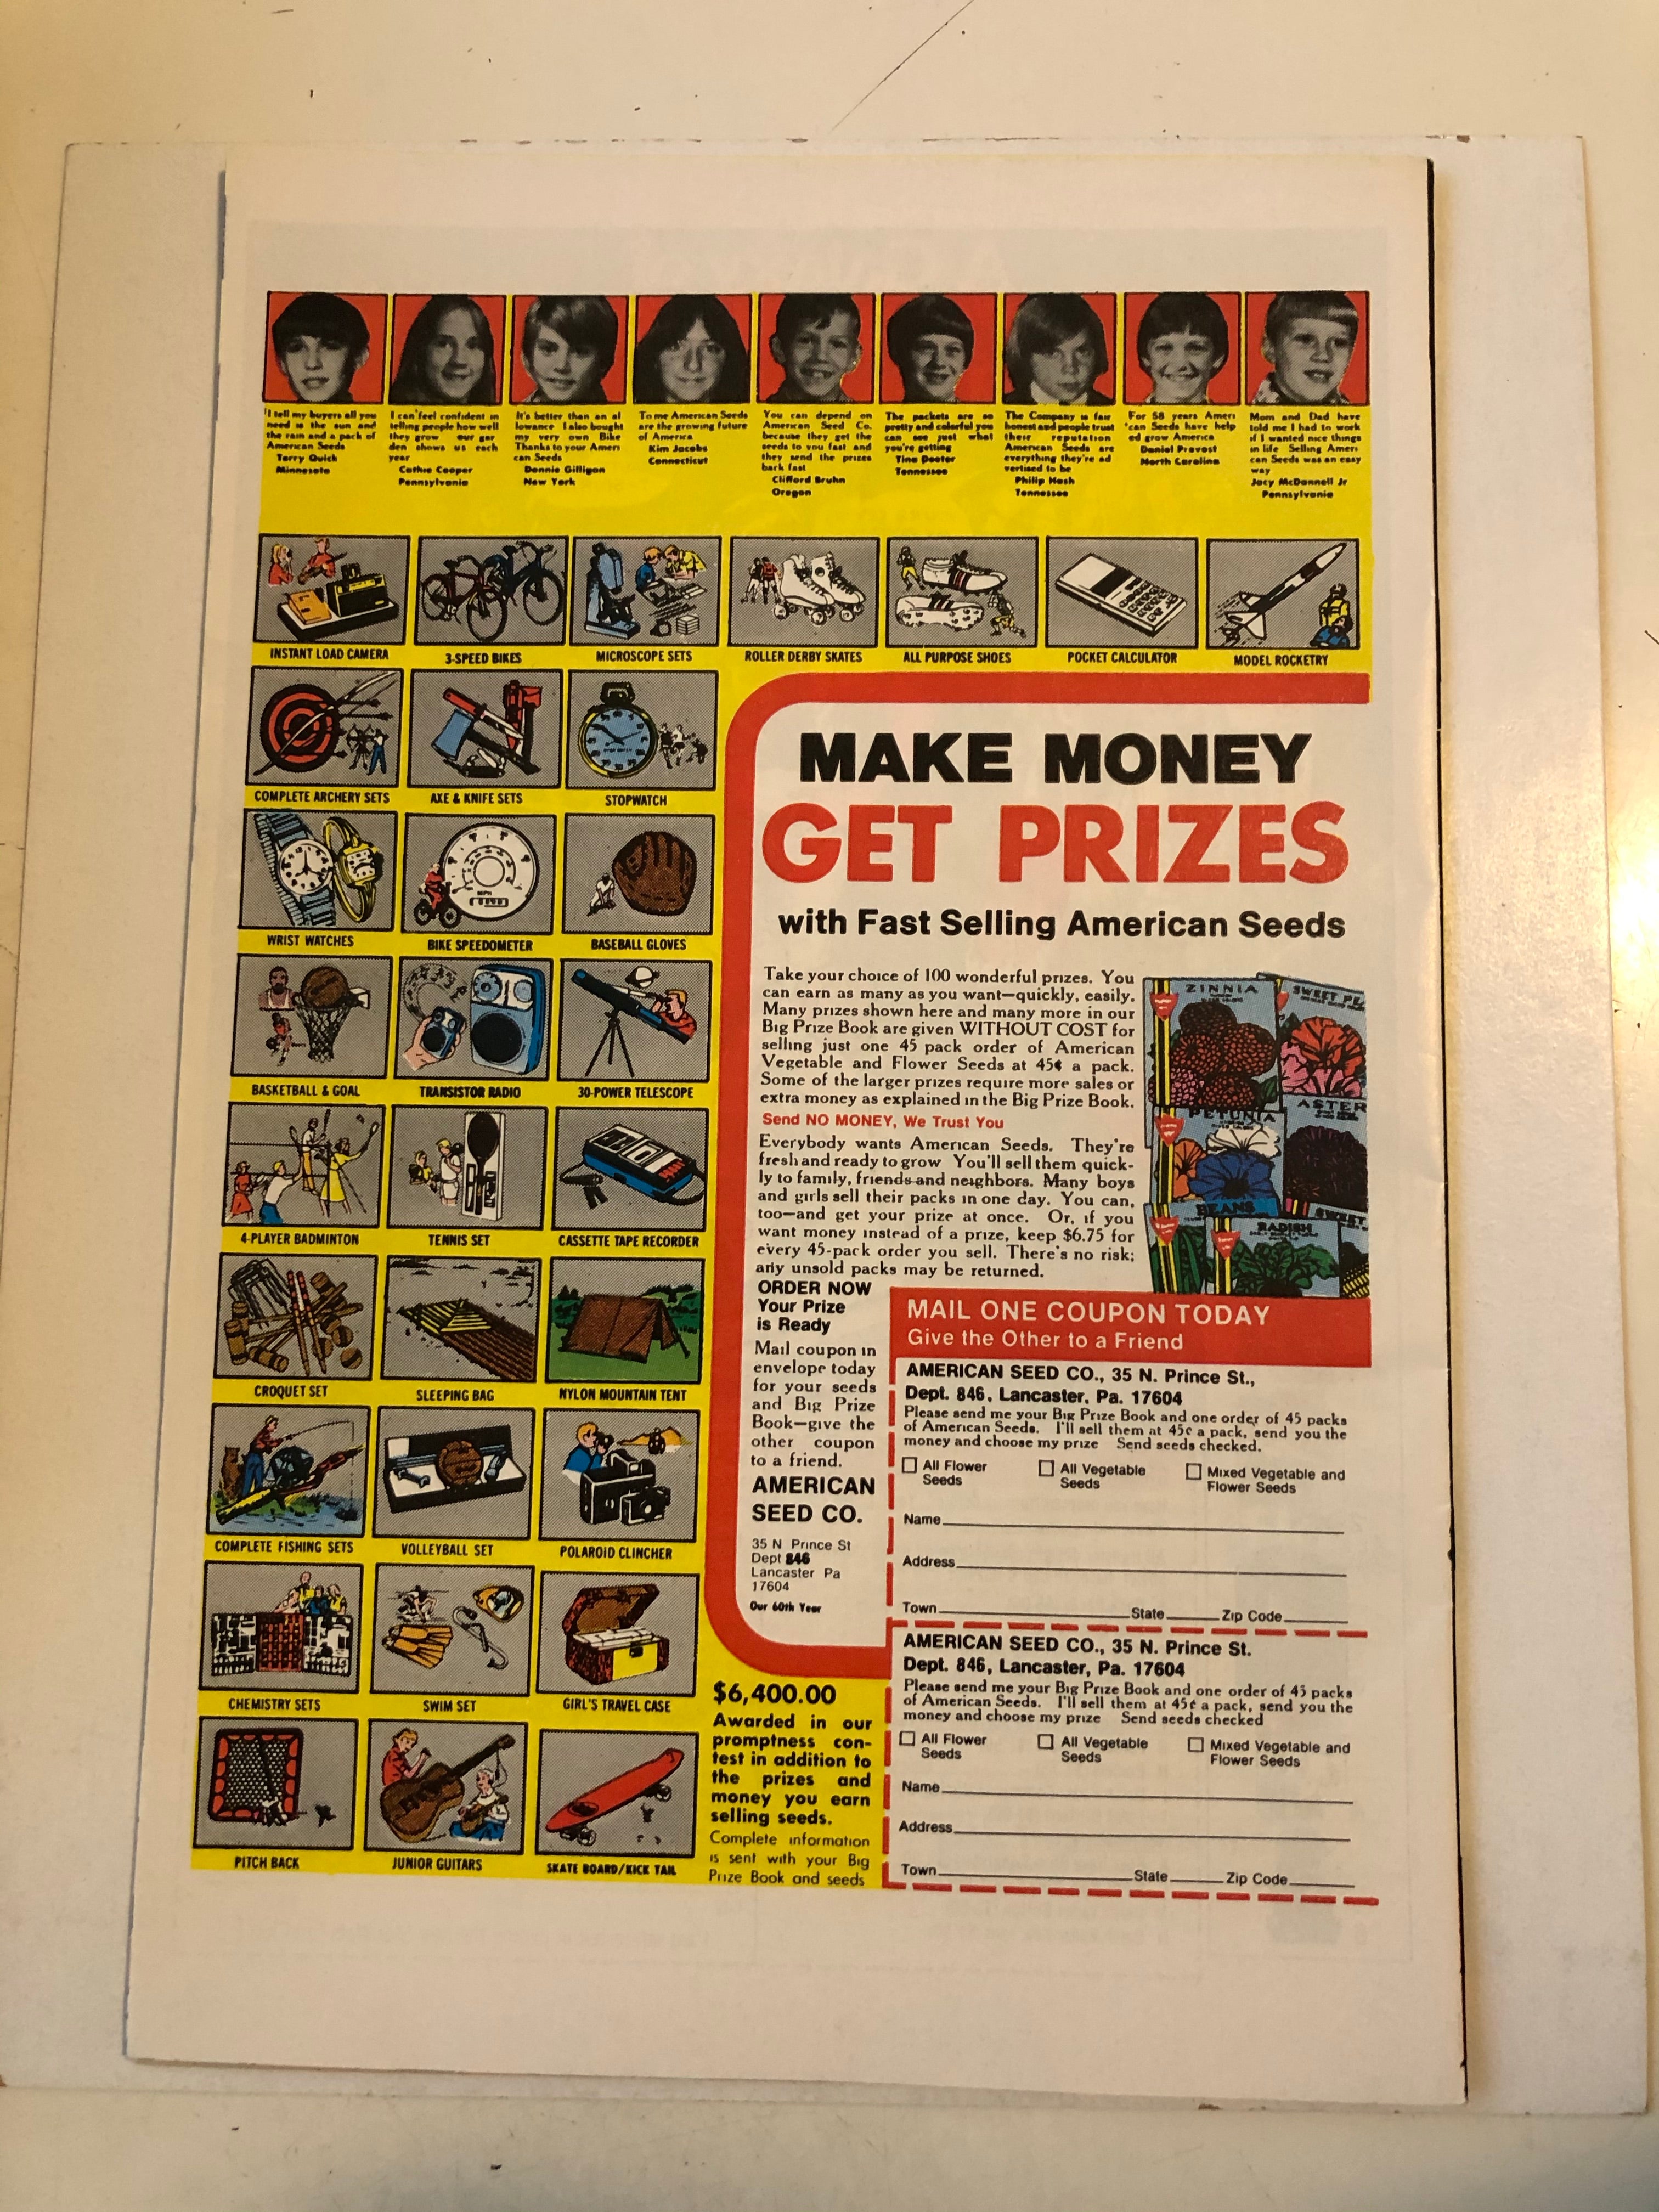 "I tell my buyers all you
need is the sun and
the rain and a pack of
American Seeds
Terry Quick
Minnesota
I can feel confident in
telling people how well
they grow our gar
den shows us each
year
Cathie Cooper
Pennsylvania
It's better than an al
lowance I also bought
my very own Bike
Thanks to your Ameri
can Seeds
Donnie Gilligan
New York
To me American Seeds
are the growing future
of America
Kim Jacobs
Connecticut
You can depend on
American Seed Co.
because they get the
seeds to you fast and
they send the prizes
back fast
Clifford Bruhn
Oregon
The packets are so
pretty and colorful you
can see just what
you're getting
Tina Deeter
Tennessee
The Company is fair
honest and people trust
their reputation
American Seeds are
everything they're ad
vertised to be
Philip Hash
Tennessee
For 58 years Ameri
can Seeds have help
ed grow America
Daniel Provost
North Carolina
Mom and Dad have
told me I had to work
if I wanted nice things
in life Selling Ameri
can Seeds was an easy
way
Jacy McDannell Jr
Pennsylvania
INSTANT LOAD CAMERA
3-SPEED BIKES
MICROSCOPE SETS
ROLLER DERBY SKATES
ALL PURPOSE SHOES
POCKET CALCULATOR
MODEL ROCKETRY
COMPLETE ARCHERY SETS
AXE & KNIFE SETS
STOPWATCH
WRIST WATCHES
MPH
BIKE SPEEDOMETER
BASEBALL GLOVES
BASKETBALL & GOAL
TRANSISTOR RADIO
30-POWER TELESCOPE
4-PLAYER BADMINTON
TENNIS SET
CASSETTE TAPE RECORDER
CROQUET SET
SLEEPING BAG
NYLON MOUNTAIN TENT
COMPLETE FISHING SETS
VOLLEYBALL SET
POLAROID CLINCHER
CHEMISTRY SETS
SWIM SET
GIRL'S TRAVEL CASE
PITCH BACK
JUNIOR GUITARS
SKATE BOARD/KICK TAIL
MAKE MONEY
GET PRIZES
with Fast Selling American Seeds
Take your choice of 100 wonderful prizes. You
can earn as many as you want—quickly, easily.
Many prizes shown here and many more in our
Big Prize Book are given WITHOUT COST for
selling just one 45 pack order of American
Vegetable and Flower Seeds at 45¢ a pack.
Some of the larger prizes require more sales or
extra money as explained in the Big Prize Book.
Send NO MONEY, We Trust You
Everybody wants American Seeds. They're
fresh and ready to grow You'll sell them quick-
ly to family, friends and neighbors. Many boys
and girls sell their packs in one day. You can,
too—and get your prize at once. Or, if you
want money instead of a prize, keep $6.75 for
every 45-pack order you sell. There's no risk;
any unsold packs may be returned.
ZINNIA
SWEET PE
PETUNIA
ASTER
BEANS
RADISH
SWEET
ORDER NOW
Your Prize
is Ready
Mail coupon in
envelope today
for your seeds
and Big Prize
Book—give the
other coupon
to a friend.
AMERICAN
SEED CO.
35 N Prince St
Dept 846
Lancaster Pa
17604
Our 60th Year
$6,400.00
Awarded in our
promptness con-
test in addition to
the prizes and
money you earn
selling seeds.
Complete information
is sent with your Big
Prize Book and seeds
MAIL ONE COUPON TODAY
Give the Other to a Friend
AMERICAN SEED CO., 35 N. Prince St.,
Dept. 846, Lancaster, Pa. 17604
Please send me your Big Prize Book and one order of 45 packs
of American Seeds. I'll sell them at 45¢ a pack, send you the
money and choose my prize Send seeds checked.
All Flower Seeds
All Vegetable Seeds
Mixed Vegetable and Flower Seeds
Name
Address
Town State Zip Code
AMERICAN SEED CO., 35 N. Prince St.
Dept. 846, Lancaster, Pa. 17604
Please send me your Big Prize Book and one order of 45 packs
of American Seeds. I'll sell them at 45¢ a pack, send you the
money and choose my prize Send seeds checked
All Flower Seeds
All Vegetable Seeds
Mixed Vegetable and Flower Seeds
Name
Address
Town State Zip Code